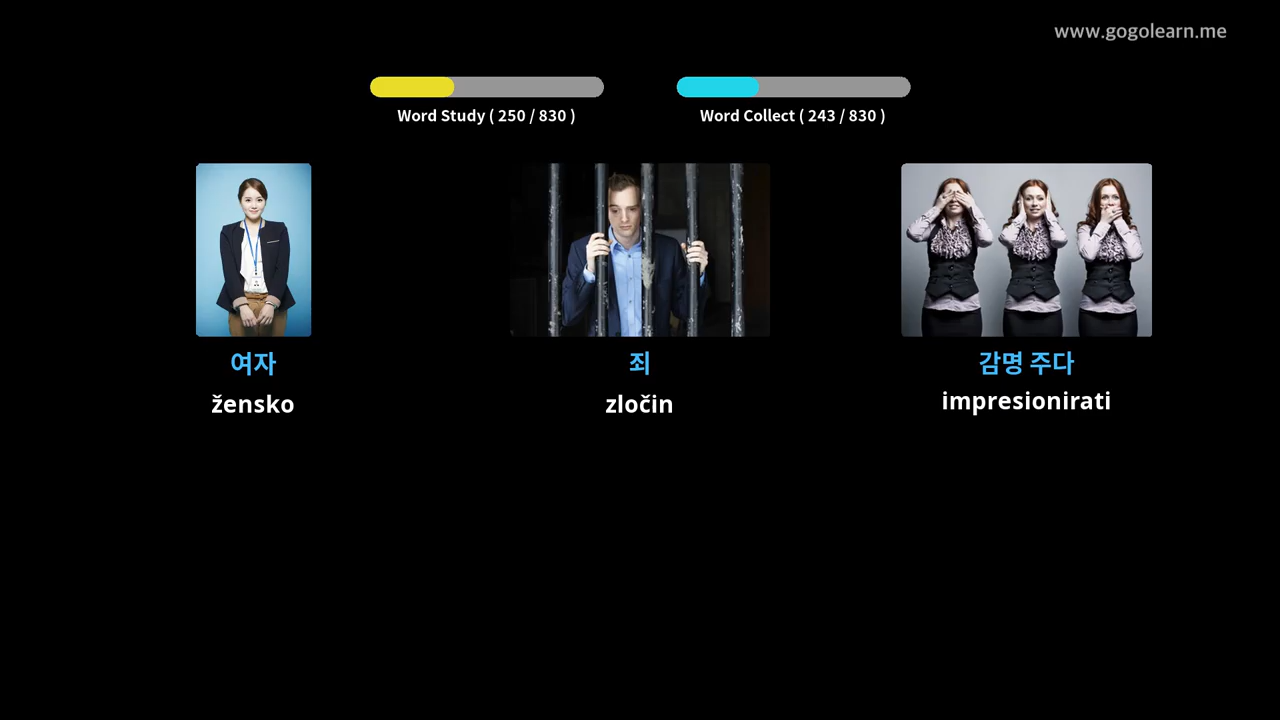 www.gogolearn.me
Word Study ( 250 / 830 )
Word Collect ( 243 / 830 )
여자
죄
감명 주다
žensko
zločin
impresionirati